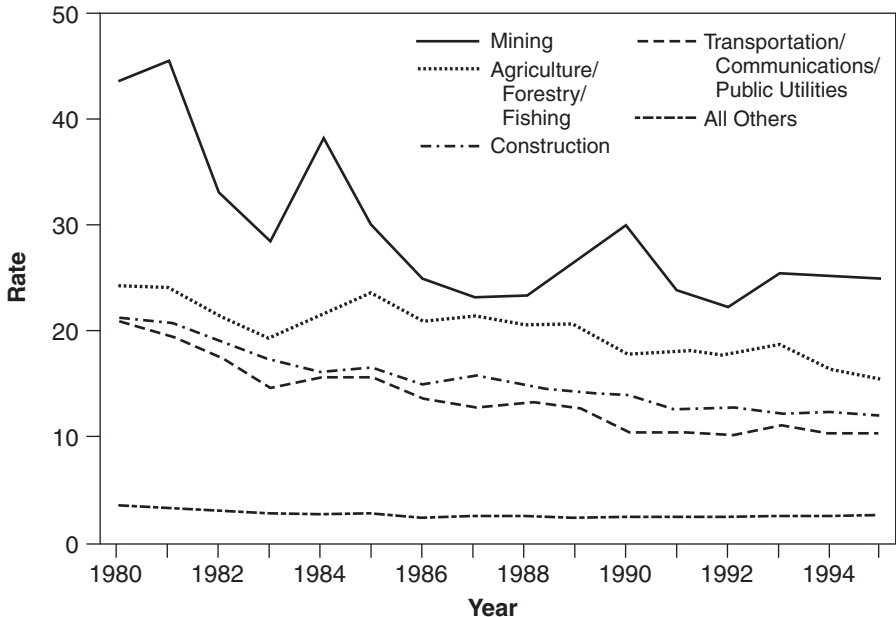 50
40
30
20
10
0
Rate
Mining
Agriculture/
Forestry/
Fishing
Construction
Transportation/
Communications/
Public Utilities
All Others
1980
1982
1984
1986
1988
1990
1992
1994
Year